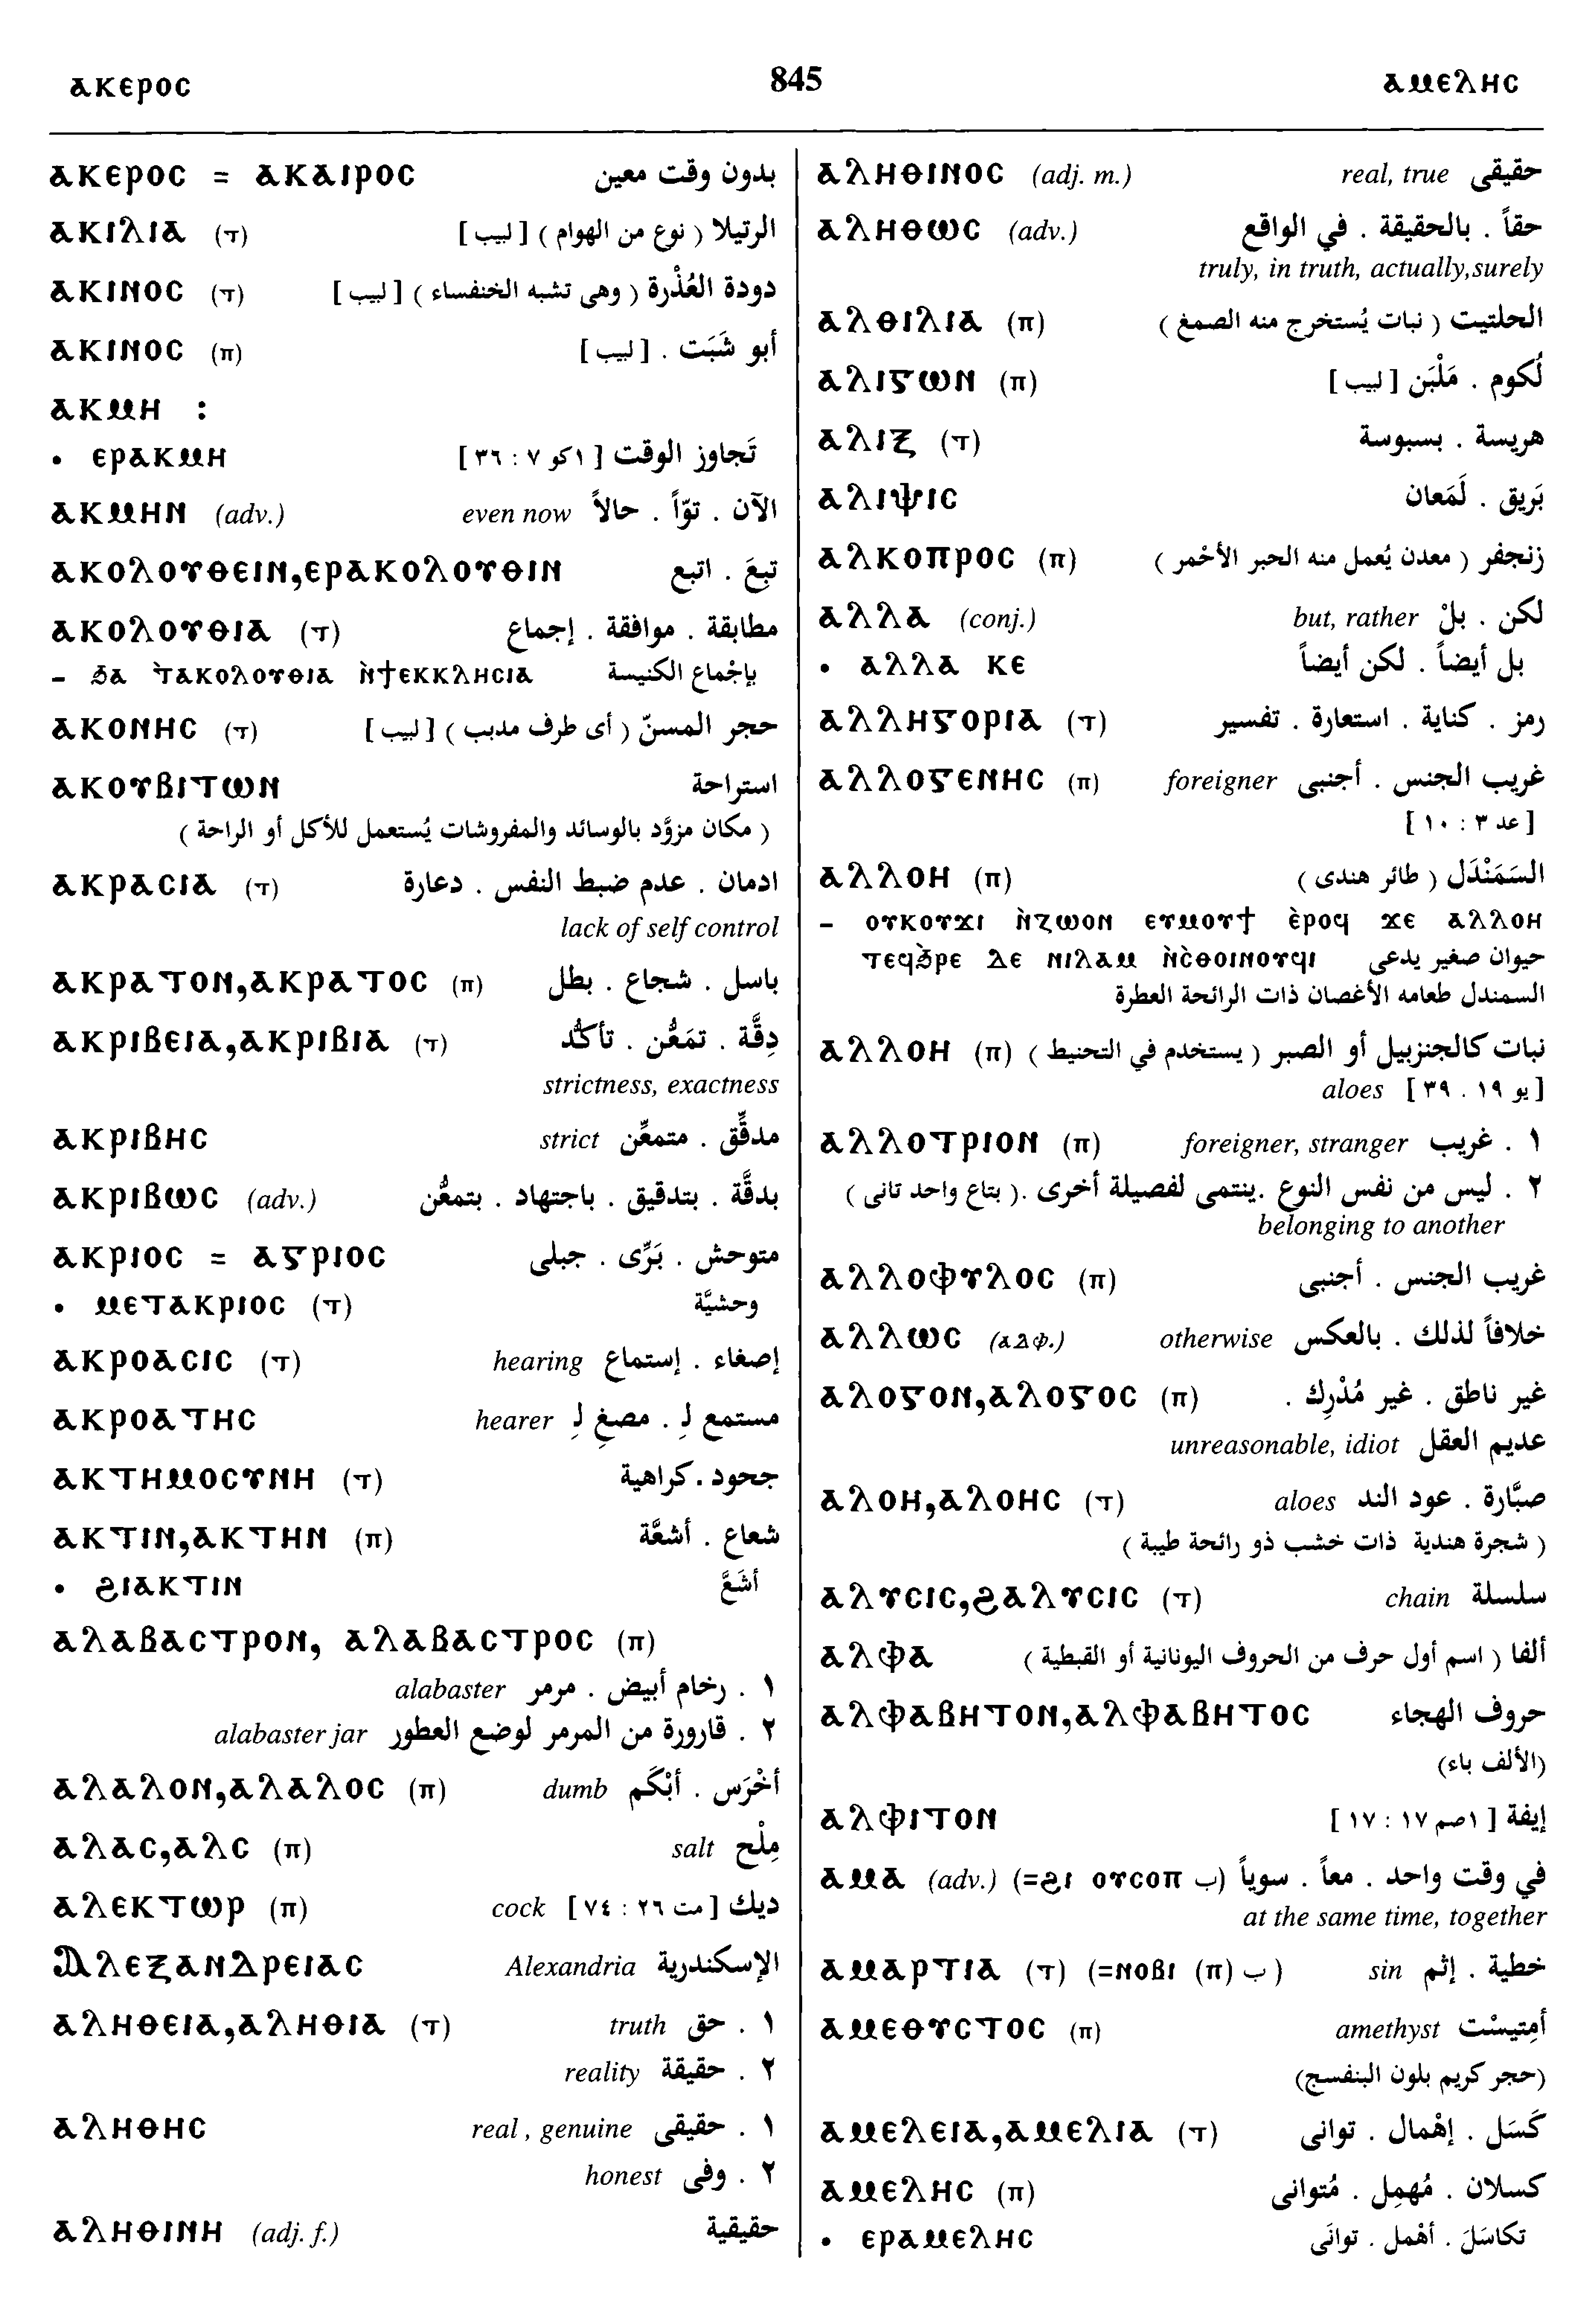 ⲁⲕⲉⲣⲟⲥ 845 ⲁⲙⲉⲗⲏⲥ
ⲁⲕⲉⲣⲟⲥ = ⲁⲕⲁⲓⲣⲟⲥ بدون وقت معين
ⲁⲕⲓⲗⲓⲁ (ⲧ) الرتيلا ( نوع من الهوام ) [ لبيب ]
ⲁⲕⲓⲛⲟⲥ (ⲧ) دودة العُذْرة ( وهى تشبه الخنفساء ) [ لبيب ]
ⲁⲕⲓⲛⲟⲥ (ⲡ) أبو شَبَت . [ لبيب ]
ⲁⲕⲙⲏ :
• ⲉⲣⲁⲕⲙⲏ تَجاوز الوقت [ ١كو ٧ : ٣٦ ]
ⲁⲕⲙⲏⲛ (adv.) الآن . توّاً . حالاً even now
ⲁⲕⲟⲗⲟⲩⲑⲉⲓⲛ,ⲉⲣⲁⲕⲟⲗⲟⲩⲑⲓⲛ تبِعَ . اتبع
ⲁⲕⲟⲗⲟⲩⲑⲓⲁ (ⲧ) مطابقة . موافقة . إجماع
– ϧⲁ ⲧ̀ⲁⲕⲟⲗⲟⲩⲑⲓⲁ ⲛ̀ϯⲉⲕⲕⲗⲏⲥⲓⲁ بإجْماع الكنيسة
ⲁⲕⲟⲛⲏⲥ (ⲧ) حجر المسنّ ( أى طرف مدبب ) [ لبيب ]
ⲁⲕⲟⲩⲃⲓⲧⲱⲛ استراحة
( مكان مزوَّد بالوسائد والمفروشات يُستعمل للأكل أو الراحة )
ⲁⲕⲣⲁⲥⲓⲁ (ⲧ) ادمان . عدم ضبط النفس . دعارة
lack of self control
ⲁⲕⲣⲁⲧⲟⲛ,ⲁⲕⲣⲁⲧⲟⲥ (ⲡ) باسل . شجاع . بطل
ⲁⲕⲣⲓⲃⲉⲓⲁ,ⲁⲕⲣⲓⲃⲓⲁ (ⲧ) دِقَّة . تمَعُّن . تأكُّد
strictness, exactness
ⲁⲕⲣⲓⲃⲏⲥ مدقِّق . متمعِّن strict
ⲁⲕⲣⲓⲃⲱⲥ (adv.) بدقَّة . بتدقيق . باجتهاد . بتمعُّن
ⲁⲕⲣⲓⲟⲥ = ⲁⲅⲣⲓⲟⲥ متوحش . بَرِّى . جبلى
• ⲙⲉⲧⲁⲕⲣⲓⲟⲥ (ⲧ) وحشيَّة
ⲁⲕⲣⲟⲁⲥⲓⲥ (ⲧ) إصغاء . إستماع hearing
ⲁⲕⲣⲟⲁⲧⲏⲥ مستمع لِـ . مصغِ لِـ hearer
ⲁⲕⲧⲏⲙⲟⲥⲩⲛⲏ (ⲧ) جحود . كراهية
ⲁⲕⲧⲓⲛ,ⲁⲕⲧⲏⲛ (ⲡ) شعاع . أشعَّة
• ϩⲓⲁⲕⲧⲓⲛ أشَعَّ
ⲁⲗⲁⲃⲁⲥⲧⲣⲟⲛ, ⲁⲗⲁⲃⲁⲥⲧⲣⲟⲥ (ⲡ)
١ . رخام أبيض . مرمر alabaster
٢ . قارورة من المرمر لوضع العطور alabaster jar
ⲁⲗⲁⲗⲟⲛ,ⲁⲗⲁⲗⲟⲥ (ⲡ) أخْرَس . أبْكَم dumb
ⲁⲗⲁⲥ,ⲁⲗⲥ (ⲡ) مِلْح salt
ⲁⲗⲉⲕⲧⲱⲣ (ⲡ) ديك [ مت ٢٦ : ٧٤ ] cock
Ⲁⲗⲉⲝⲁⲛⲇⲣⲉⲓⲁⲥ الإسكندرية Alexandria
ⲁⲗⲏⲑⲉⲓⲁ,ⲁⲗⲏⲑⲓⲁ (ⲧ) ١ . حق truth
٢ . حقيقة reality
ⲁⲗⲏⲑⲏⲥ ١ . حقيقى real , genuine
٢ . وفى honest
ⲁⲗⲏⲑⲓⲛⲏ (adj. f.) حقيقية
ⲁⲗⲏⲑⲓⲛⲟⲥ (adj. m.) حقيقى real, true
ⲁⲗⲏⲑⲱⲥ (adv.) حقاً . بالحقيقة . في الواقع
truly, in truth, actually,surely
ⲁⲗⲑⲓⲗⲓⲁ (ⲡ) الحلتيت ( نبات يُستخرج منه الصمغ )
ⲁⲗⲓⲅⲱⲛ (ⲡ) لُكوم . مَلْبَن [ لبيب ]
ⲁⲗⲓⲝ (ⲧ) هريسة . بسبوسة
ⲁⲗⲓⲯⲓⲥ بَريق . لَمَعان
ⲁⲗⲕⲟⲡⲣⲟⲥ (ⲡ) زنجفر ( معدن يُعمل منه الحبر الأحْمر )
ⲁⲗⲗⲁ (conj.) لكن . بلْ but, rather
• ⲁⲗⲗⲁ ⲕⲉ بل أيضاً . لكن أيضاً
ⲁⲗⲗⲏⲅⲟⲣⲓⲁ (ⲧ) رمز . كناية . استعارة . تفسير
ⲁⲗⲗⲟⲅⲉⲛⲏⲥ (ⲡ) غريب الجنس . أجنبى foreigner
[ عد ٣ : ١٠ ]
ⲁⲗⲗⲟⲏ (ⲡ) السَمَنْدَل ( طائر هندى )
– ⲟⲩⲕⲟⲩϫⲓ ⲛ̀ⲍⲱⲟⲛ ⲉⲩⲙⲟⲩϯ ⲉ̀ⲣⲟϥ ϫⲉ ⲁⲗⲗⲟⲏ
ⲧⲉϥϧ̀ⲣⲉ ⲇⲉ ⲛⲓⲗⲁⲙ ⲛ̀ⲥ̀ⲑⲟⲓⲛⲟⲩϥⲓ حيوان صغير يدعى
السمندل طعامه الأغصان ذات الرائحة العطرة
ⲁⲗⲗⲟⲏ (ⲡ) نبات كالجنزبيل أو الصبر ( يستخدم في التحنيط )
[ يو ١٩ . ٣٩ ] aloes
ⲁⲗⲗⲟⲧⲣⲓⲟⲛ (ⲡ) ١ . غريب foreigner, stranger
٢ . ليس من نفس النوع .ينتمى لفصيلة أخرى .( بتاع واحد تانى )
belonging to another
ⲁⲗⲗⲟⲫⲩⲗⲟⲥ (ⲡ) غريب الجنس . أجنبى
ⲁⲗⲗⲱⲥ (ⲁⲇⲫ.) خلافاً لذلك . بالعكس otherwise
ⲁⲗⲟⲅⲟⲛ,ⲁⲗⲟⲅⲟⲥ (ⲡ) غير ناطق . غير مُدْرِك .
عديم العقل unreasonable, idiot
ⲁⲗⲟⲏ,ⲁⲗⲟⲏⲥ (ⲧ) صبَّارة . عود الند aloes
( شجرة هندية ذات خشب ذو رائحة طيبة )
ⲁⲗⲩⲥⲓⲥ,ϩⲁⲗⲩⲥⲓⲥ (ⲧ) سلسلة chain
ⲁⲗⲫⲁ ألفا ( اسم أول حرف من الحروف اليونانية أو القبطية )
ⲁⲗⲫⲁⲃⲏⲧⲟⲛ,ⲁⲗⲫⲁⲃⲏⲧⲟⲥ حروف الهجاء
(الألف باء)
ⲁⲗⲫⲓⲧⲟⲛ إيفة [ ١صم ١٧ : ١٧ ]
ⲁⲙⲁ (adv.) (=ϩⲓ ⲟⲩⲥⲟⲡ ب) في وقت واحد . معاً . سوياً
at the same time, together
ⲁⲙⲁⲣⲧⲓⲁ (ⲧ) (=ⲛⲟⲃⲓ (ⲡ) ب ) خطية . إثم sin
ⲁⲙⲉⲑⲩⲥⲧⲟⲥ (ⲡ) أمِتيسْت amethyst
(حجر كريم بلون البنفسج)
ⲁⲙⲉⲗⲉⲓⲁ,ⲁⲙⲉⲗⲓⲁ (ⲧ) كَسَل . إهْمال . توانى
ⲁⲙⲉⲗⲏⲥ (ⲡ) كسلان . مُهمِل . مُتوانى
• ⲉⲣⲁⲙⲉⲗⲏⲥ تكاسَلَ . أهْمل . توانَى